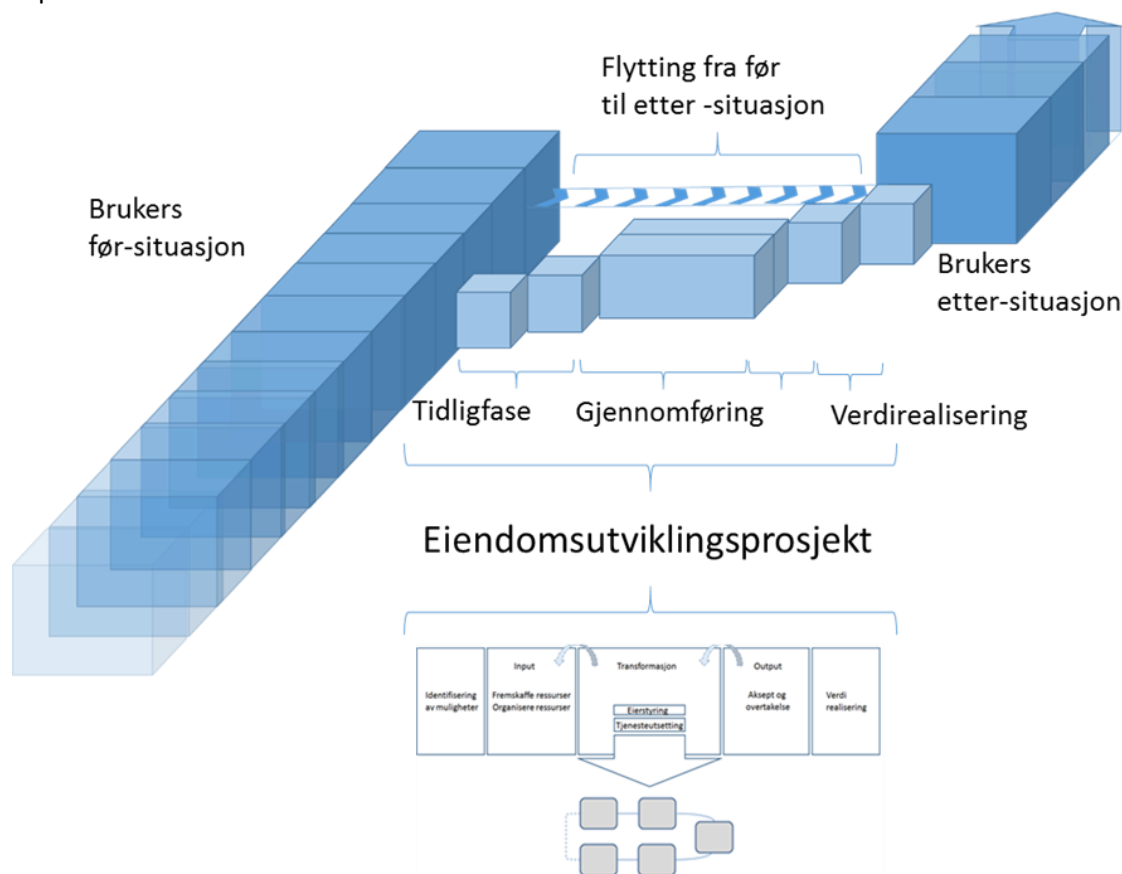 Flytting fra før
til etter -situasjon
Brukers
før-situasjon
Brukers
etter-situasjon
Tidligfase
Gjennomføring
Verdirealisering
Eiendomsutviklingsprosjekt
Identifisering
av muligheter
Input
Fremskaffe ressurser
Organisere ressurser
Transformasjon
Eierstyring
Tjenesteutsetting
Output
Aksept og
overtakelse
Verdi
realisering